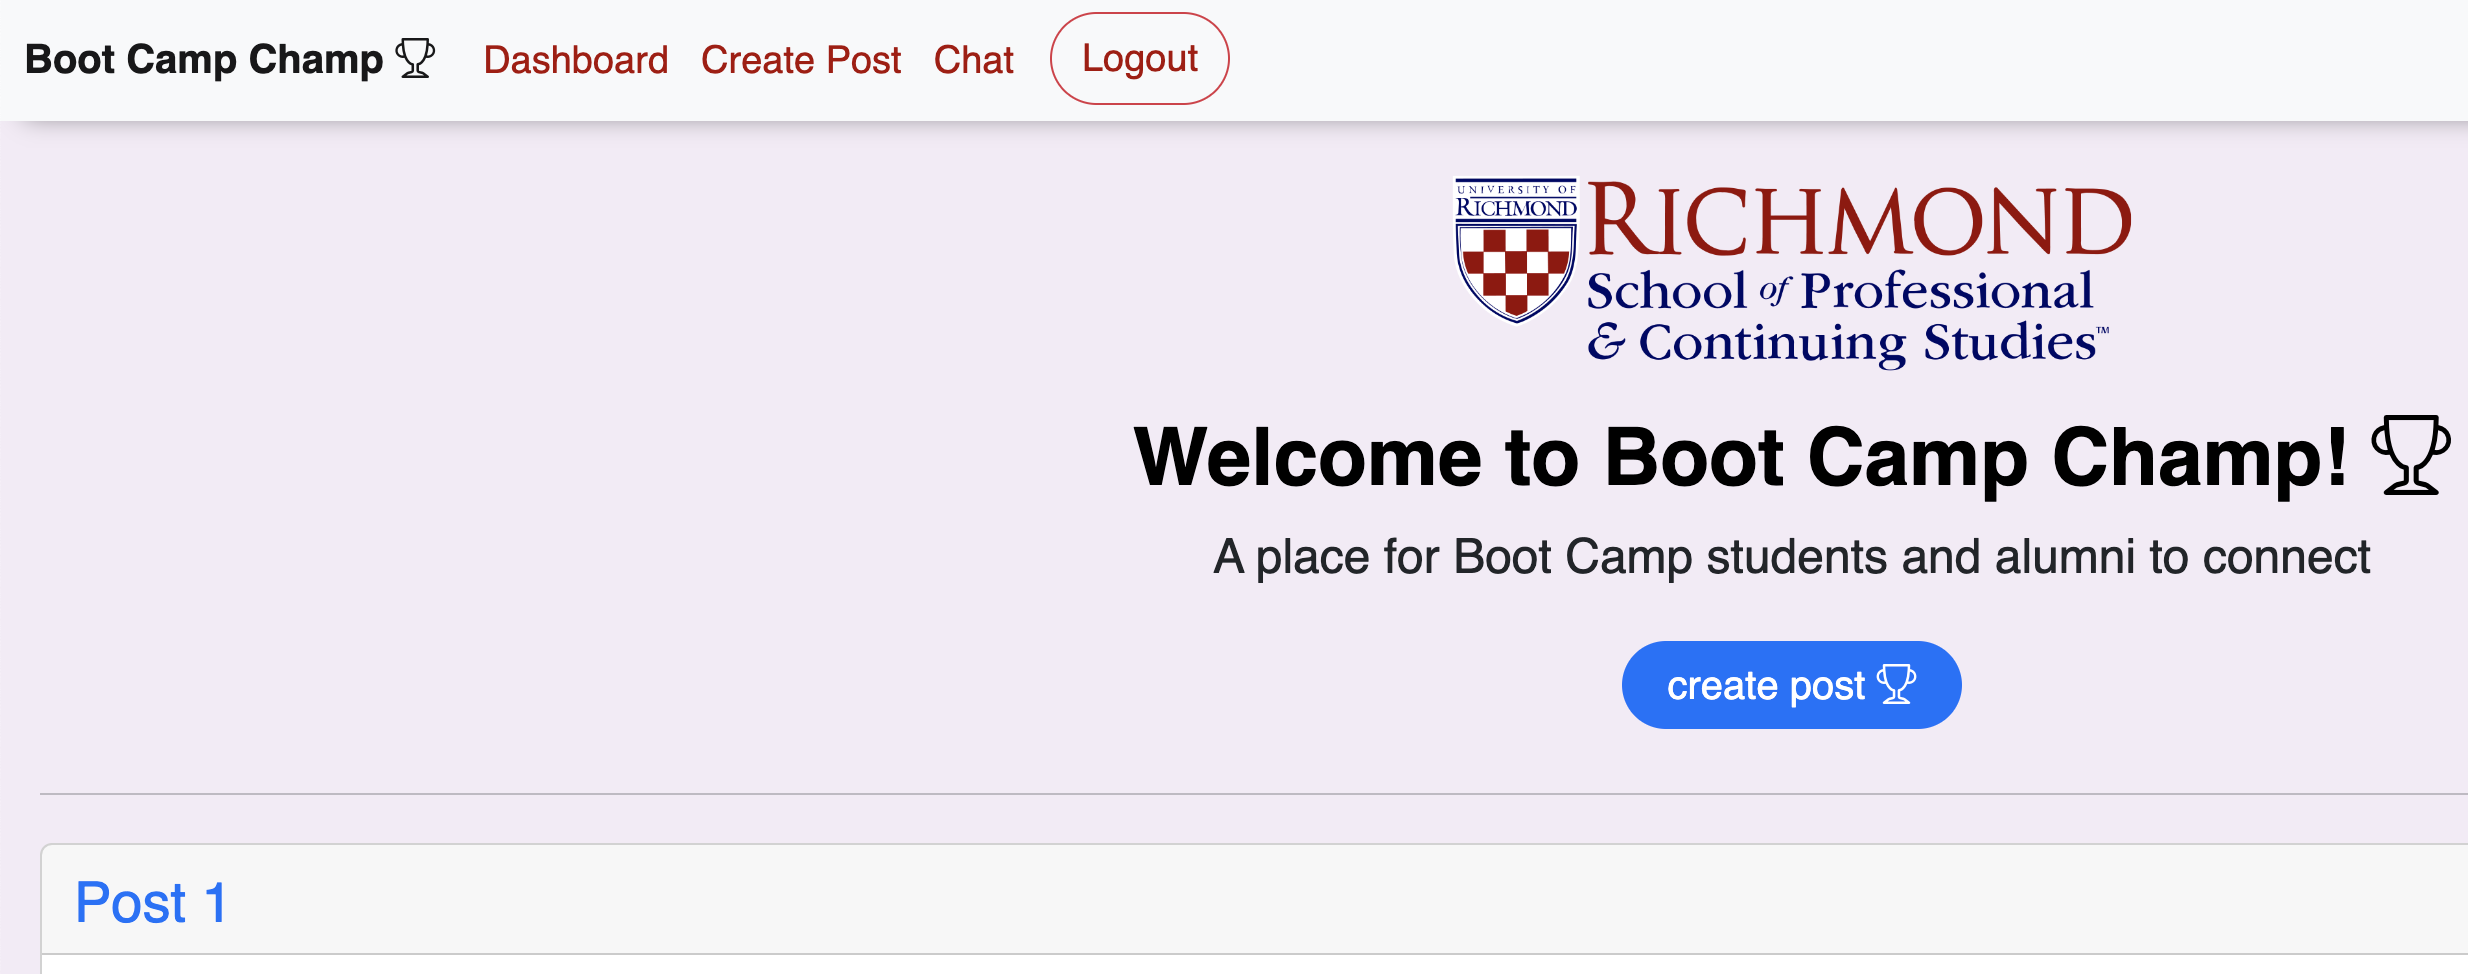 Boot Camp Champ Dashboard Create Post Chat Logout
UNIVERSITY OF
RICHMOND
RICHMOND
School of Professional
& Continuing Studies™
Welcome to Boot Camp Champ!
A place for Boot Camp students and alumni to connect
create post
Post 1